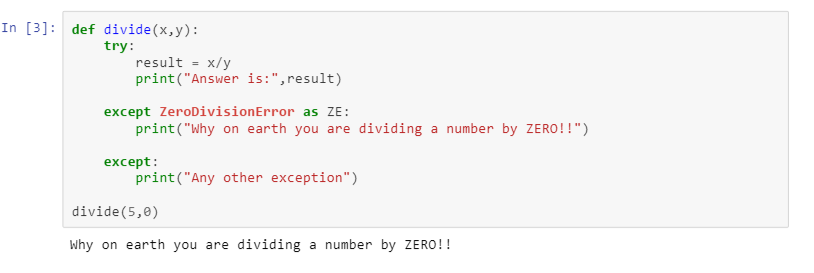 In [3]: def divide(x,y):
    try:
        result = x/y
        print("Answer is:",result)
    except ZeroDivisionError as ZE:
        print("Why on earth you are dividing a number by ZERO!!")
    except:
        print("Any other exception")
divide(5,0)
Why on earth you are dividing a number by ZERO!!